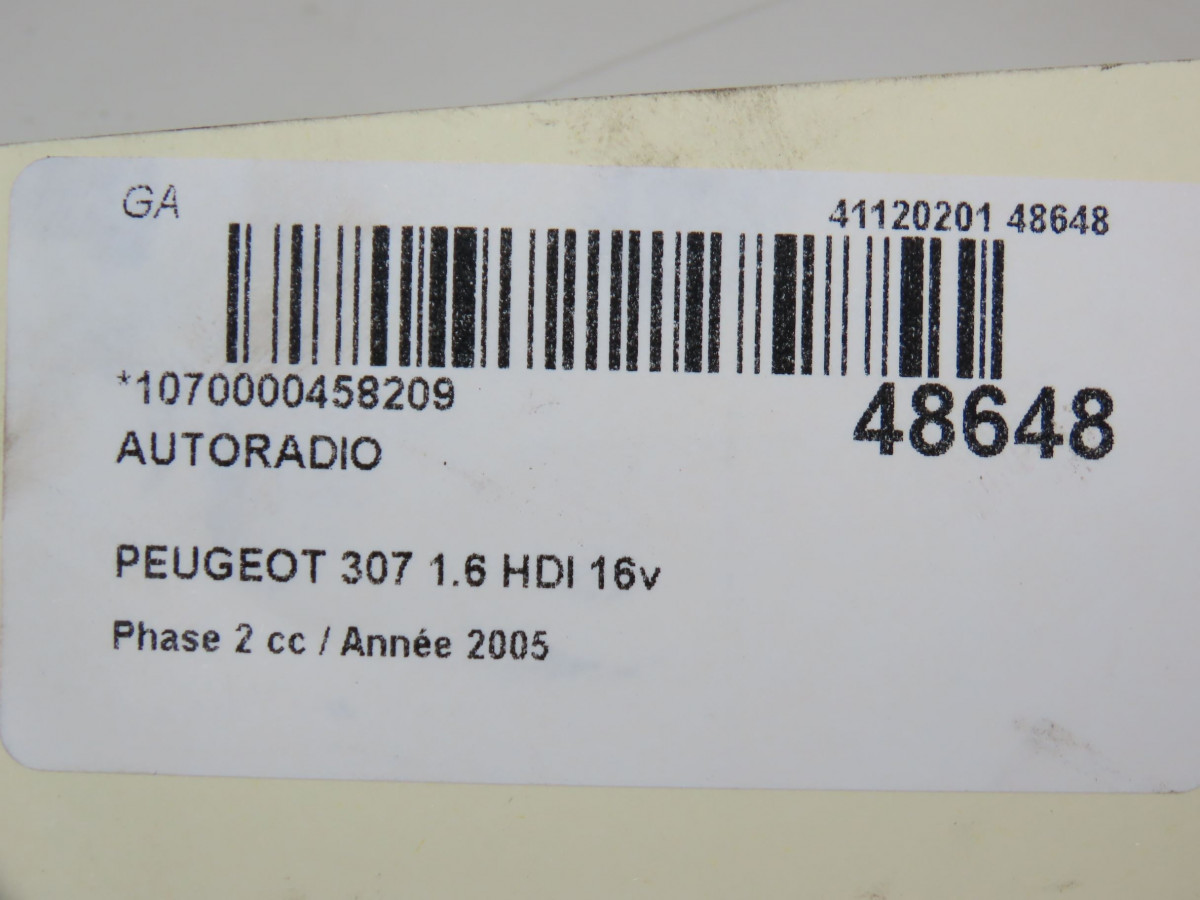 GA
41120201 48648
*1070000458209
48648
AUTORADIO
PEUGEOT 307 1.6 HDI 16v
Phase 2 cc / Année 2005